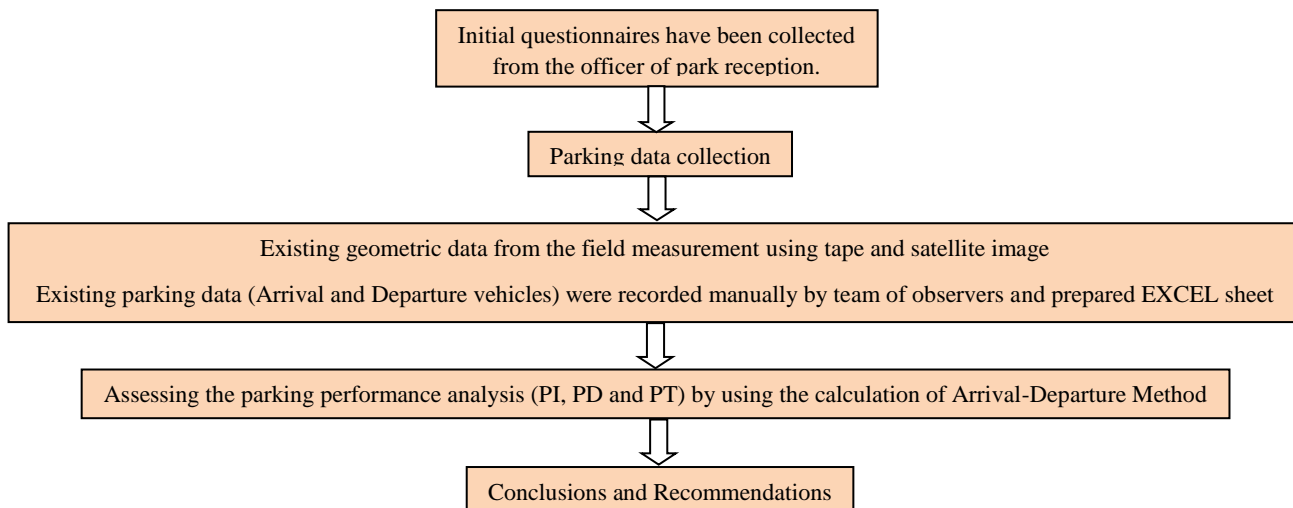 Initial questionnaires have been collected
from the officer of park reception.
Parking data collection
Existing geometric data from the field measurement using tape and satellite image
Existing parking data (Arrival and Departure vehicles) were recorded manually by team of observers and prepared EXCEL sheet
Assessing the parking performance analysis (PI, PD and PT) by using the calculation of Arrival-Departure Method
Conclusions and Recommendations